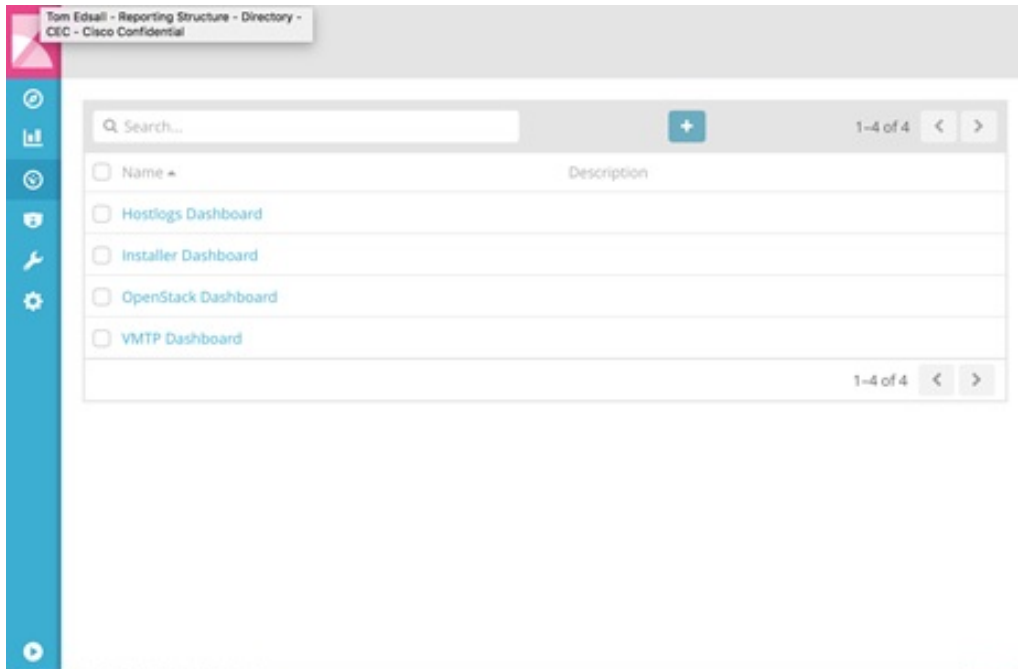 Tom Edsall - Reporting Structure - Directory -
CEC - Cisco Confidential
Search...
1–4 of 4
Name
Description
Hostlogs Dashboard
Installer Dashboard
OpenStack Dashboard
VMTP Dashboard
1–4 of 4